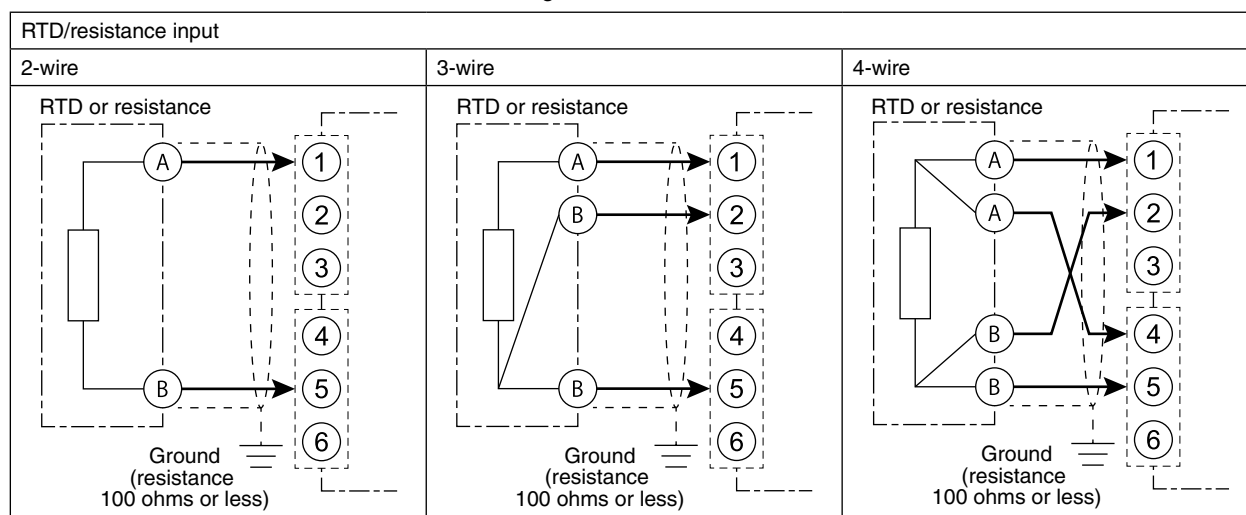 RTD/resistance input
2-wire
3-wire
4-wire
RTD or resistance
A
B
1
2
3
4
5
6
Ground
(resistance
100 ohms or less)
RTD or resistance
A
B
B
1
2
3
4
5
6
Ground
(resistance
100 ohms or less)
RTD or resistance
A
A
B
B
1
2
3
4
5
6
Ground
(resistance
100 ohms or less)